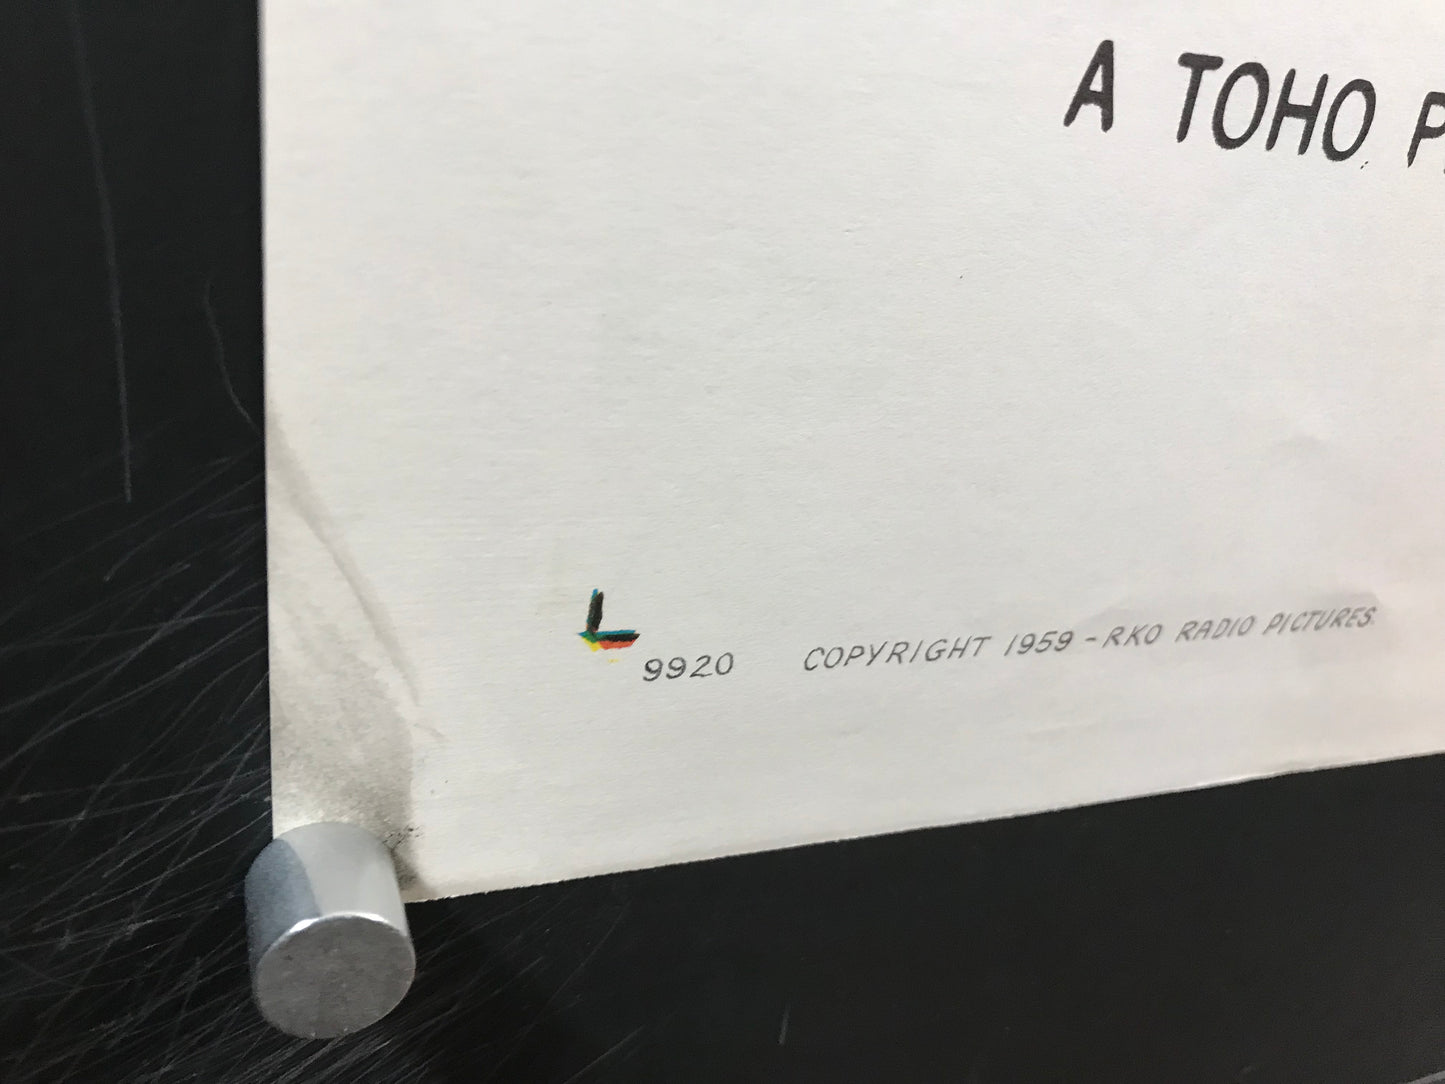 A TOHO
9920 COPYRIGHT 1959 - RKO RADIO PICTURES.